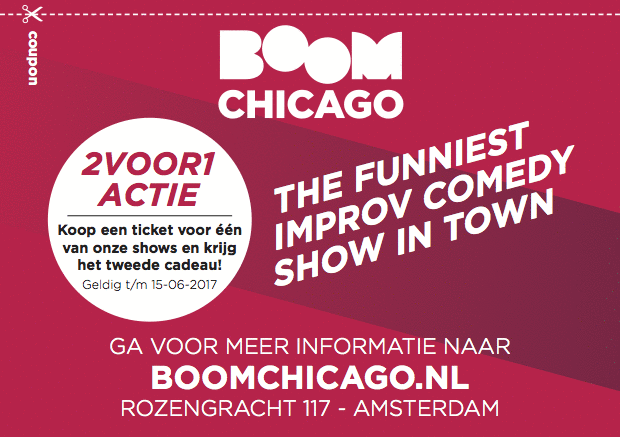 coupon
BOOM
CHICAGO
2VOOR1
ACTIE
Koop een ticket voor één
van onze shows en krijg
het tweede cadeau!
Geldig t/m 15-06-2017
THE FUNNIEST
IMPROV COMEDY
SHOW IN TOWN
GA VOOR MEER INFORMATIE NAAR
BOOMCHICAGO.NL
ROZENGRACHT 117 - AMSTERDAM